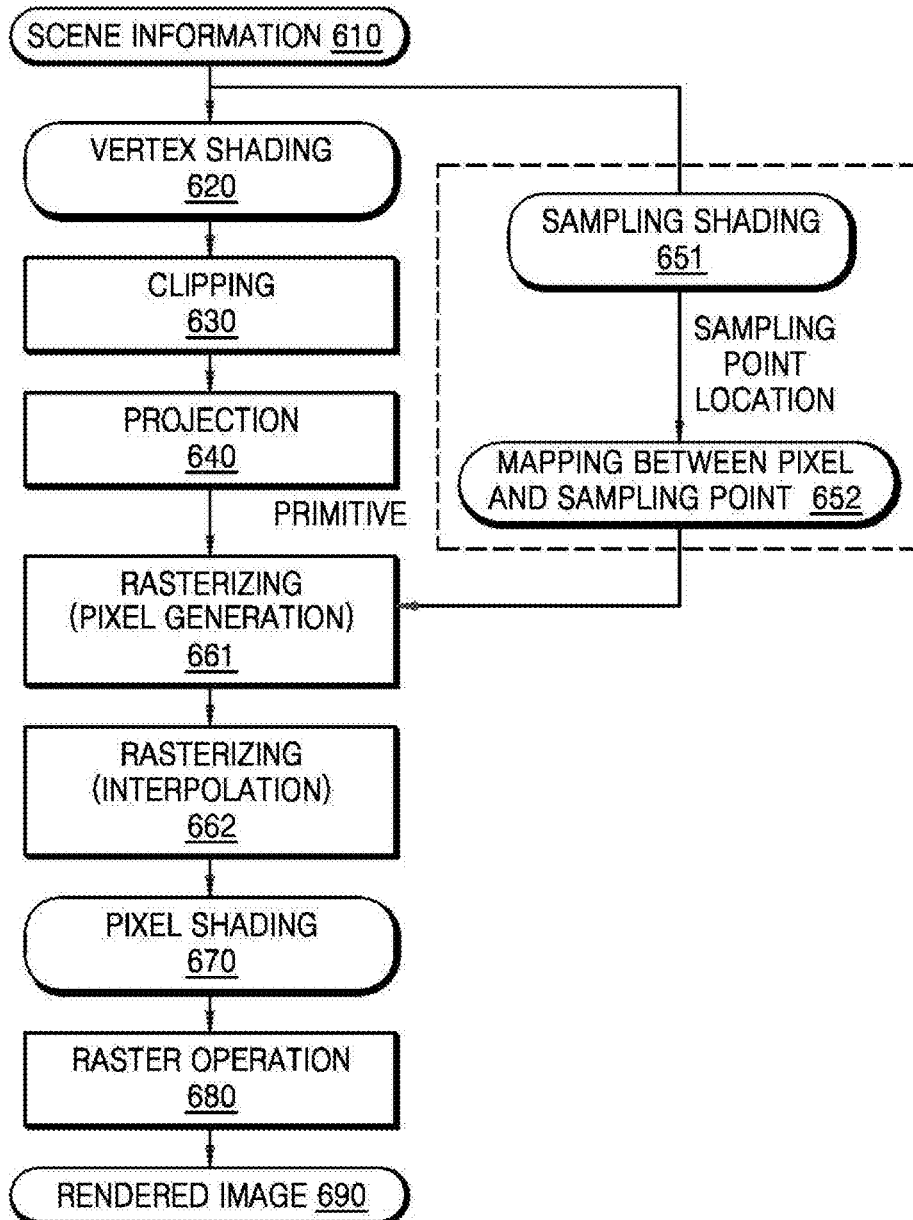 SCENE INFORMATION 610
VERTEX SHADING
620
CLIPPING
630
PROJECTION
640
PRIMITIVE
SAMPLING SHADING
651
SAMPLING
POINT
LOCATION
MAPPING BETWEEN PIXEL
AND SAMPLING POINT 652
RASTERIZING
(PIXEL GENERATION)
661
RASTERIZING
(INTERPOLATION)
662
PIXEL SHADING
670
RASTER OPERATION
680
RENDERED IMAGE 690